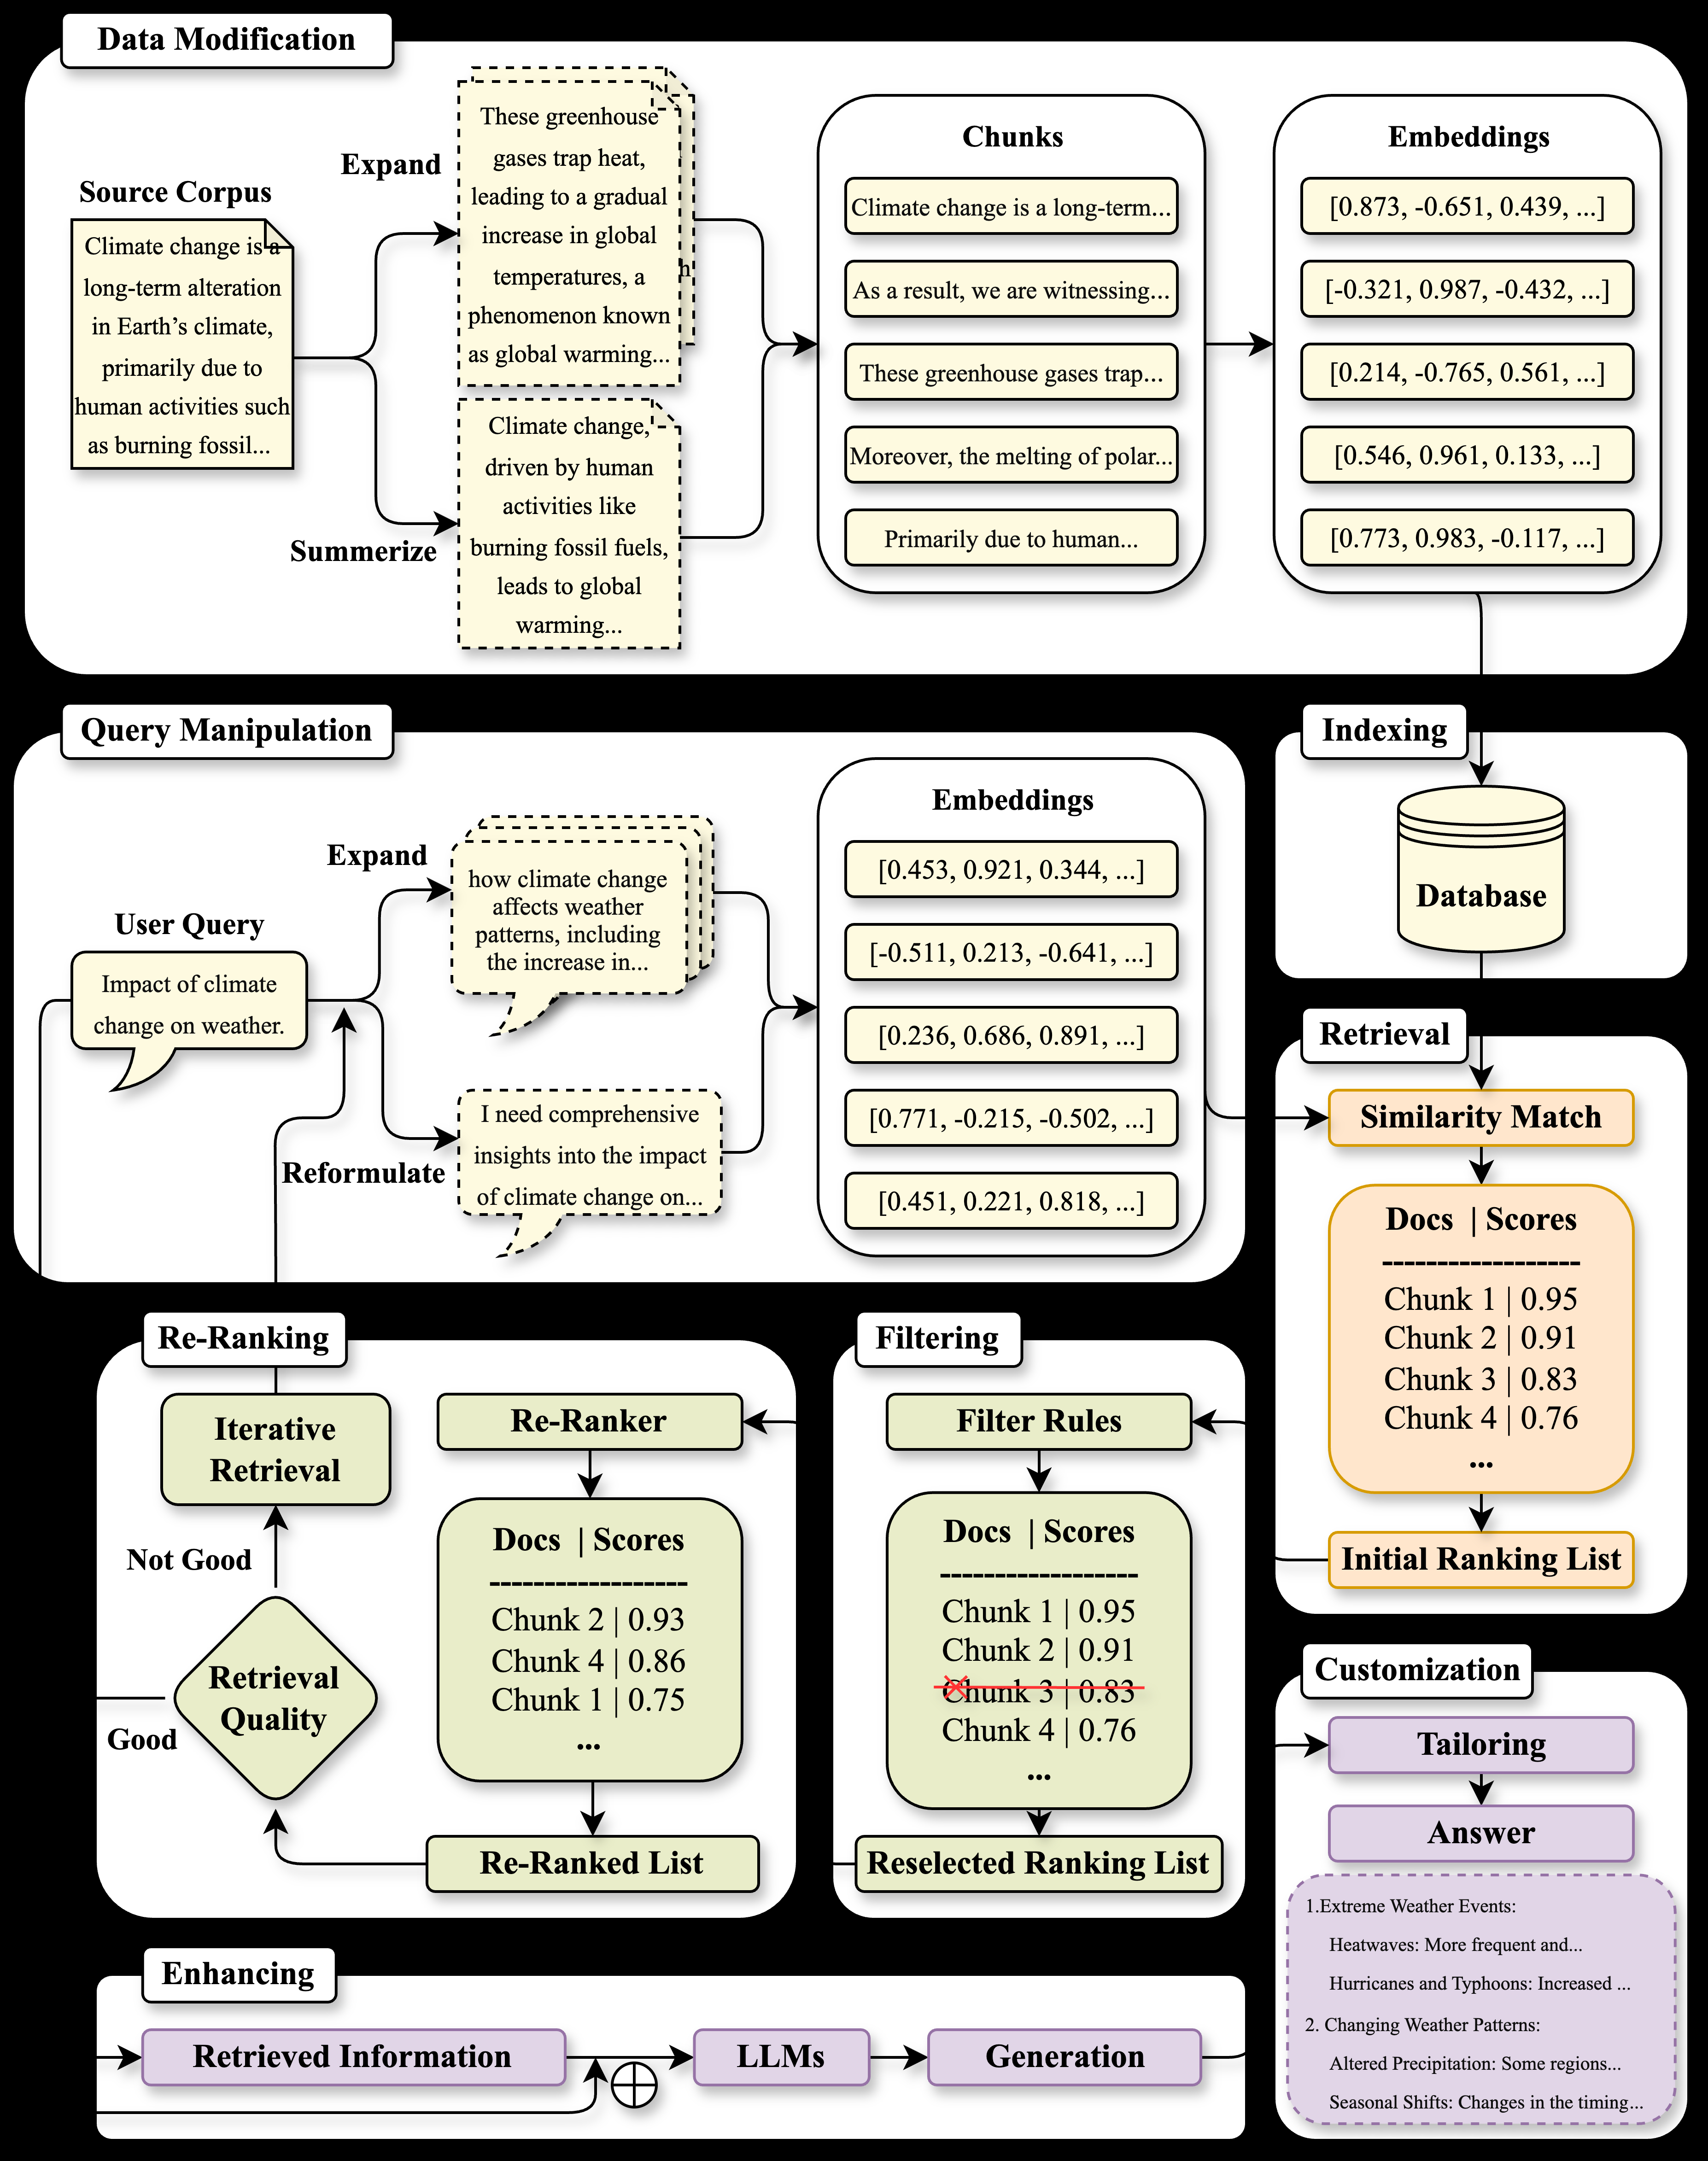 Data Modification
Source Corpus
Climate change is a
long-term alteration
in Earth's climate,
primarily due to
human activities such
as burning fossil...
Expand
These greenhouse
gases trap heat,
leading to a gradual
increase in global
temperatures, a
phenomenon known
as global warming...
n
Summerize
Climate change,
driven by human
activities like
burning fossil fuels,
leads to global
warming...
Chunks
Climate change is a long-term...
As a result, we are witnessing...
These greenhouse gases trap...
Moreover, the melting of polar...
Primarily due to human...
Embeddings
[0.873, -0.651, 0.439, ...]
[-0.321, 0.987, -0.432, ...]
[0.214, -0.765, 0.561, ...]
[0.546, 0.961, 0.133, ...]
[0.773, 0.983, -0.117, ...]
Query Manipulation
User Query
Impact of climate
change on weather.
Expand
how climate change
affects weather
patterns, including
the increase in...
Reformulate
I need comprehensive
insights into the impact
of climate change on...
Embeddings
[0.453, 0.921, 0.344, ...]
[-0.511, 0.213, -0.641, ...]
[0.236, 0.686, 0.891, ...]
[0.771, -0.215, -0.502, ...]
[0.451, 0.221, 0.818, ...]
Indexing
Database
Retrieval
Similarity Match
Docs | Scores
------------------
Chunk 1 | 0.95
Chunk 2 | 0.91
Chunk 3 | 0.83
Chunk 4 | 0.76
...
Initial Ranking List
Re-Ranking
Iterative
Retrieval
Not Good
Retrieval
Quality
Good
Re-Ranker
Docs | Scores
------------------
Chunk 2 | 0.93
Chunk 4 | 0.86
Chunk 1 | 0.75
...
Re-Ranked List
Filtering
Filter Rules
Docs | Scores
------------------
Chunk 1 | 0.95
Chunk 2 | 0.91
Chunk 3 | 0.83
Chunk 4 | 0.76
...
Reselected Ranking List
Customization
Tailoring
Answer
1.Extreme Weather Events:
Heatwaves: More frequent and...
Hurricanes and Typhoons: Increased ...
2. Changing Weather Patterns:
Altered Precipitation: Some regions...
Seasonal Shifts: Changes in the timing...
Enhancing
Retrieved Information
LLMs
Generation